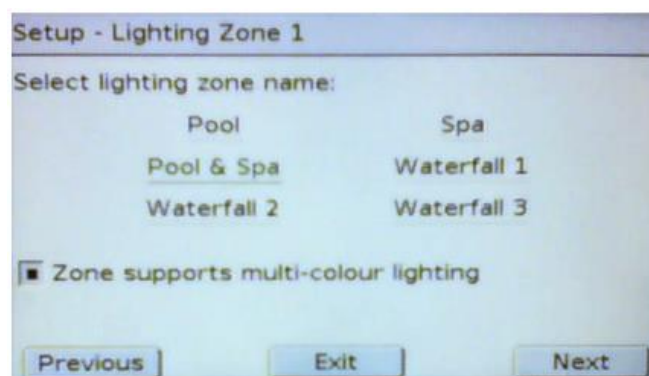 Setup - Lighting Zone 1
Select lighting zone name:
Pool Spa
Pool & Spa Waterfall 1
Waterfall 2 Waterfall 3
Zone supports multi-colour lighting
Previous Exit Next